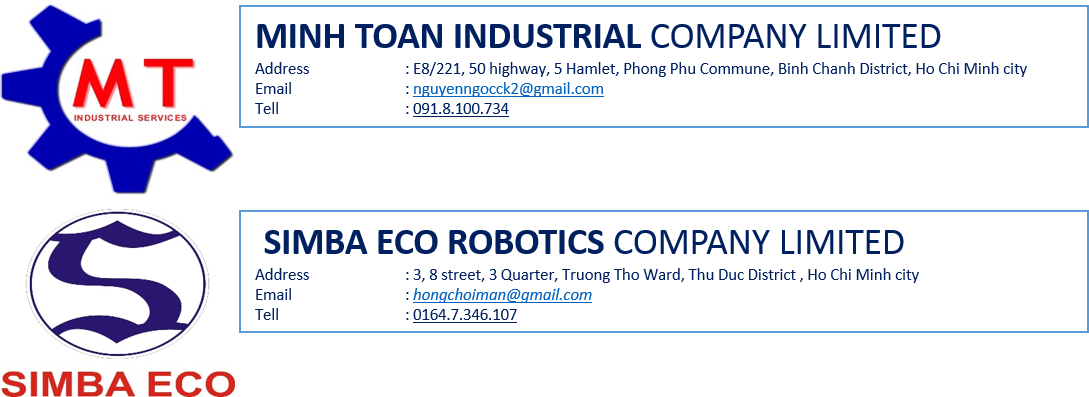 MT
INDUSTRIAL SERVICES
MINH TOAN INDUSTRIAL COMPANY LIMITED
Address : E8/221, 50 highway, 5 Hamlet, Phong Phu Commune, Binh Chanh District, Ho Chi Minh city
Email : nguyenngocck2@gmail.com
Tell : 091.8.100.734
SIMBA ECO
SIMBA ECO ROBOTICS COMPANY LIMITED
Address : 3, 8 street, 3 Quarter, Truong Tho Ward, Thu Duc District , Ho Chi Minh city
Email : hongchoiman@gmail.com
Tell : 0164.7.346.107